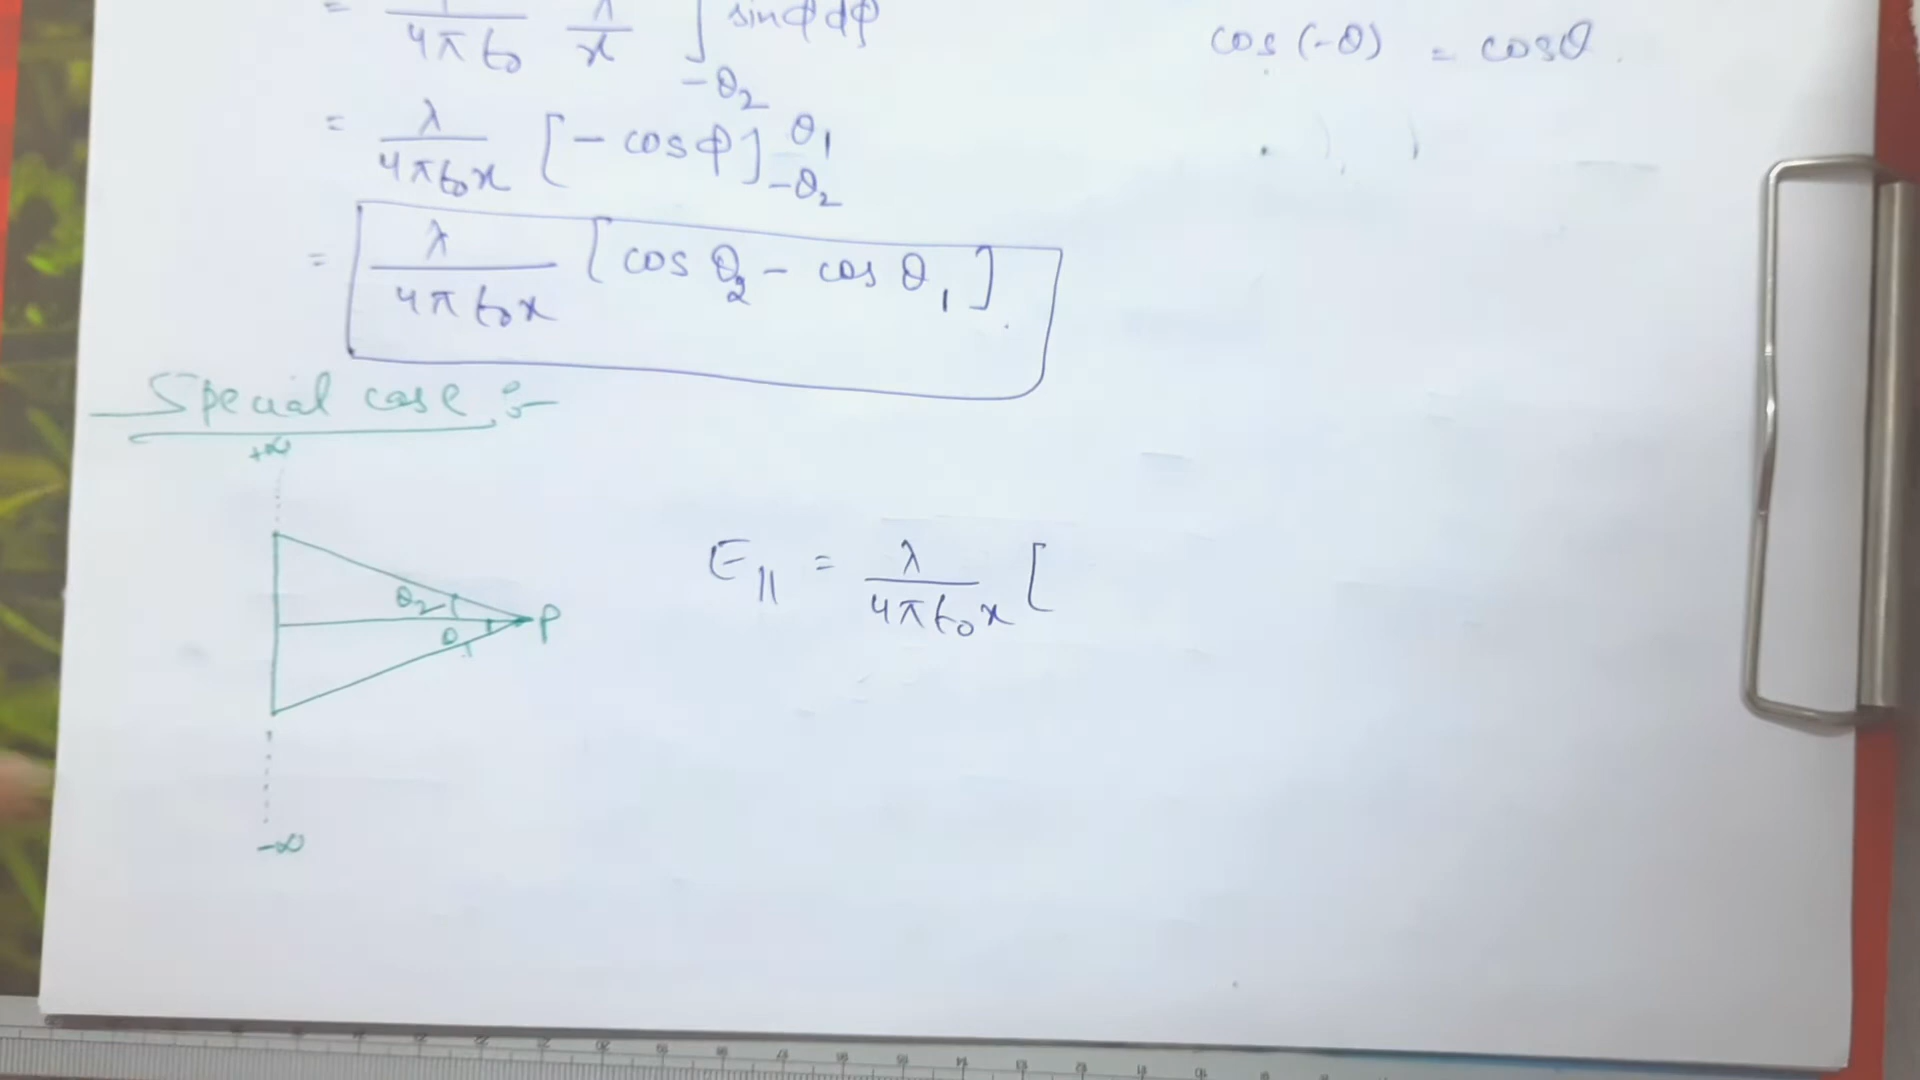 = 1/4πε₀ λ/x ∫_{-θ₂} sinφ dφ
cos(-θ) = cosθ
= λ/4πε₀x [-cosφ]_{-θ₂}^{θ₁}
= λ/4πε₀x [cos θ₂ - cos θ₁]
Special case :-
+∞
E∥ = λ/4πε₀x [
θ₂
P
θ₁
-∞